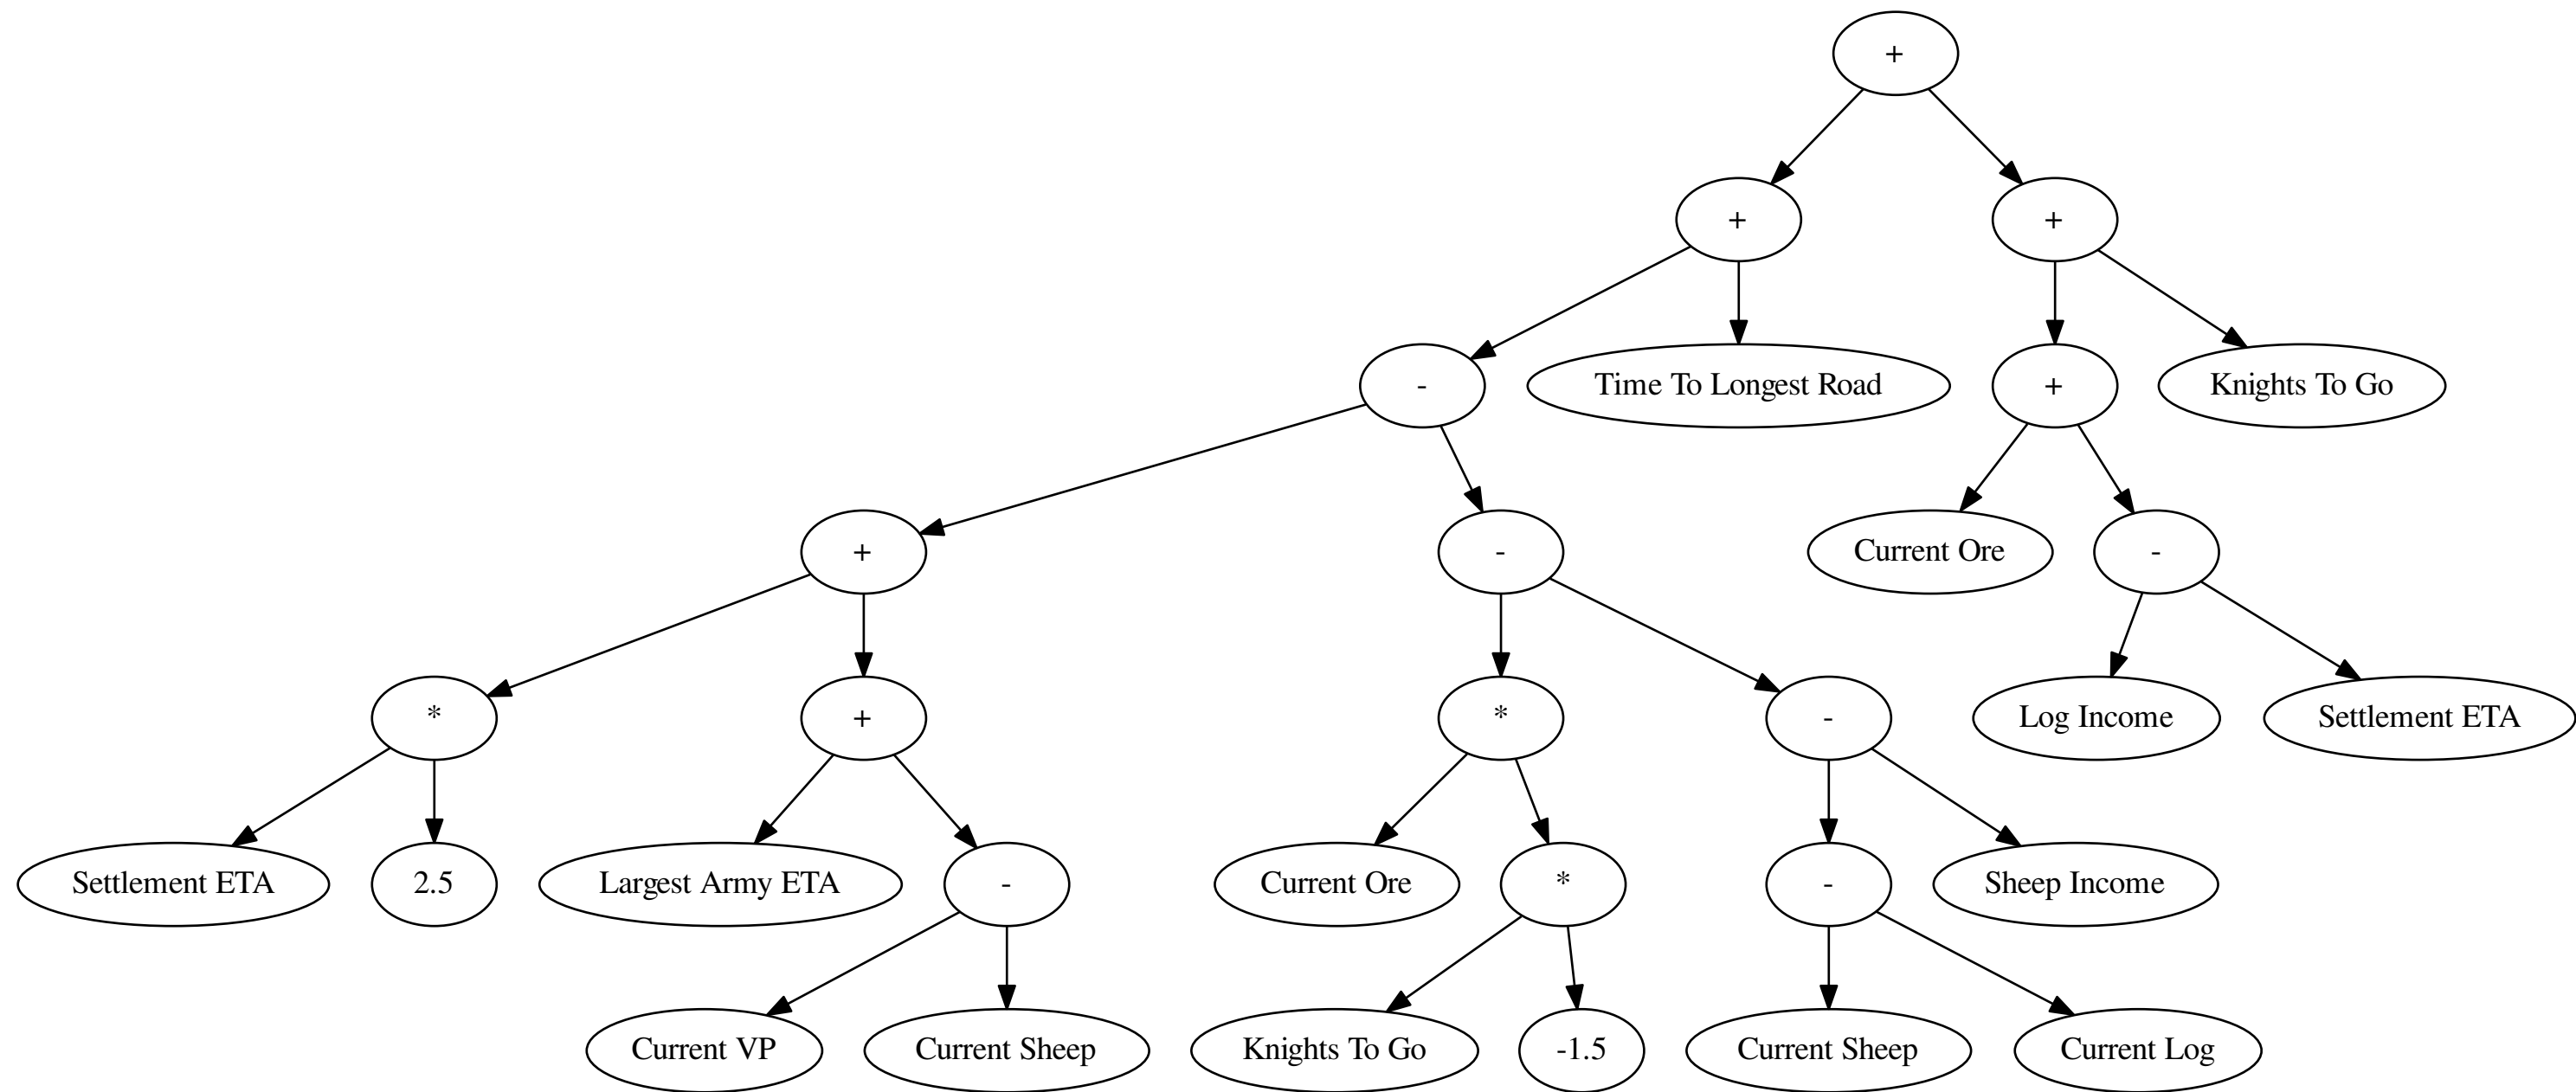 +
+
+
-
Time To Longest Road
+
Knights To Go
+
-
Current Ore
-
*
+
*
-
Log Income
Settlement ETA
Settlement ETA
2.5
Largest Army ETA
-
Current Ore
*
-
Sheep Income
Current VP
Current Sheep
Knights To Go
-1.5
Current Sheep
Current Log